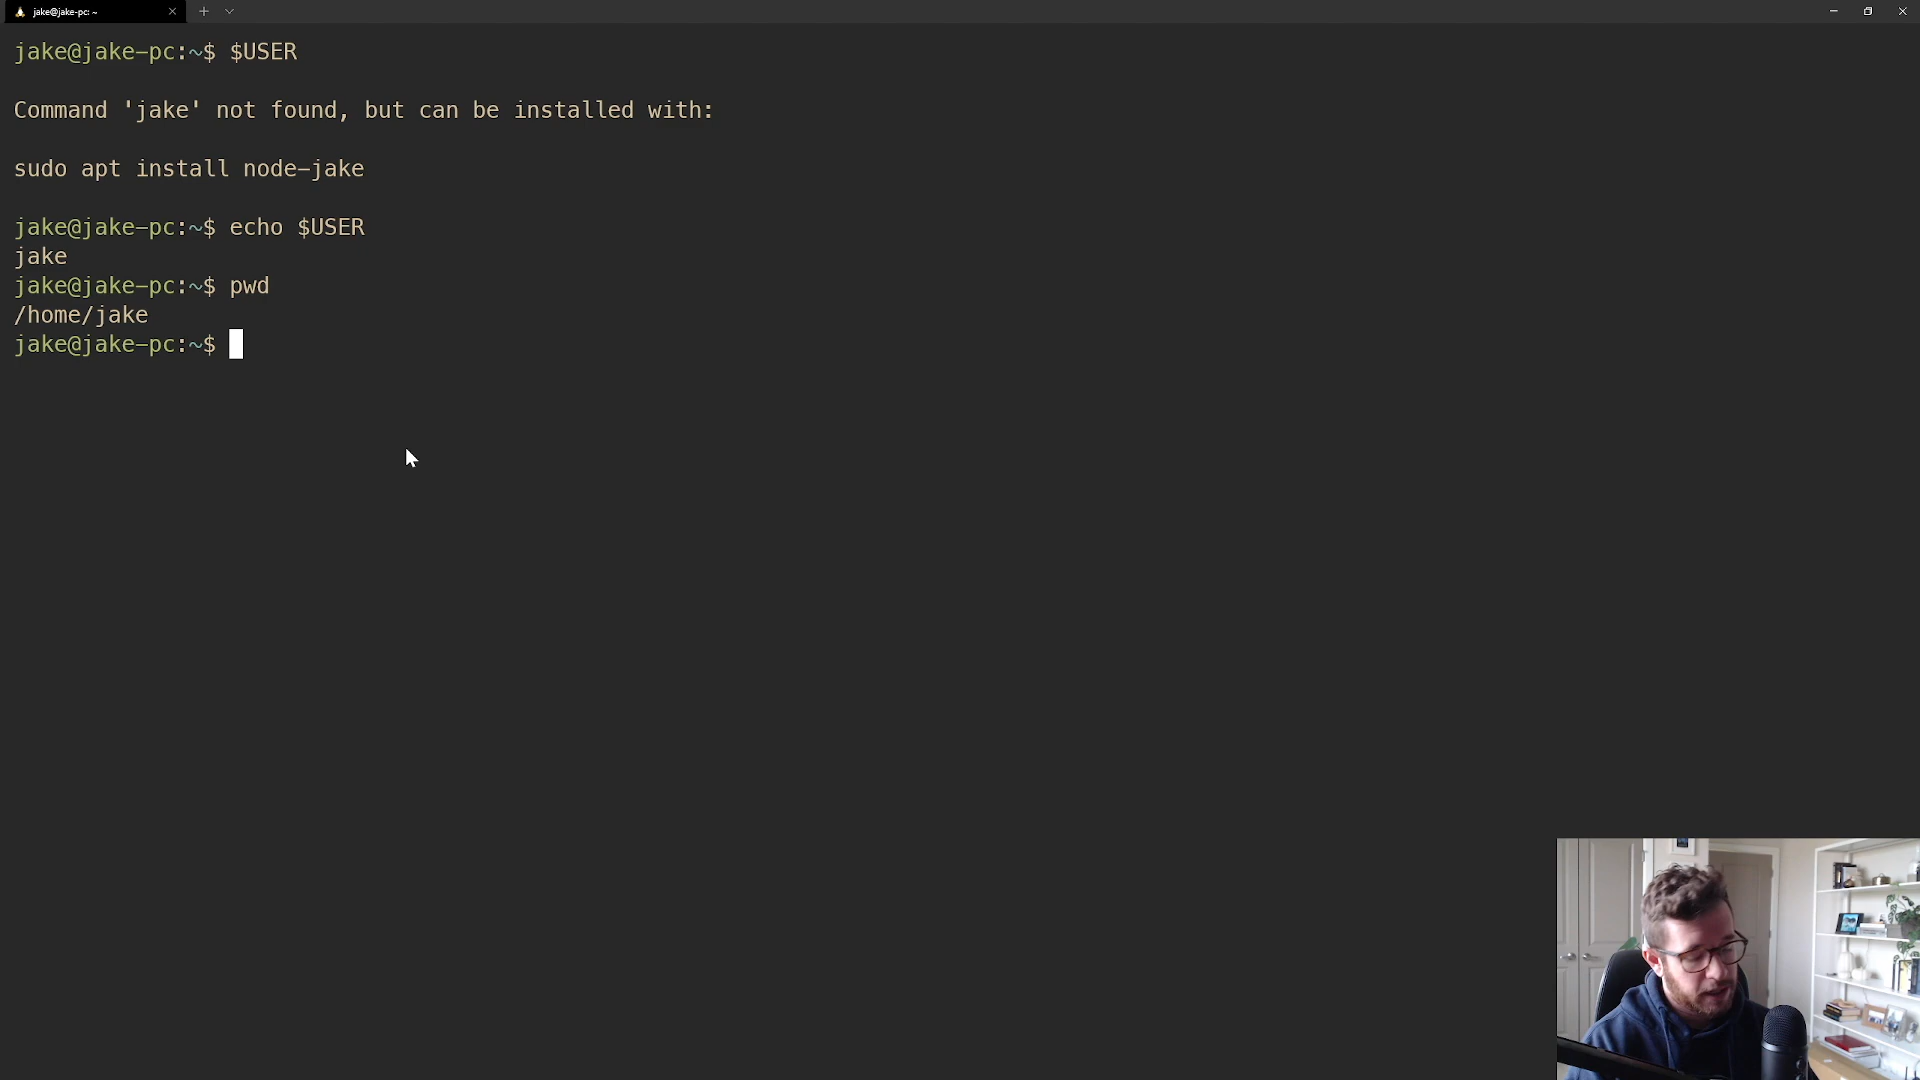 jake@jake-pc: ~
jake@jake-pc:~$ $USER
Command 'jake' not found, but can be installed with:
sudo apt install node-jake
jake@jake-pc:~$ echo $USER
jake
jake@jake-pc:~$ pwd
/home/jake
jake@jake-pc:~$